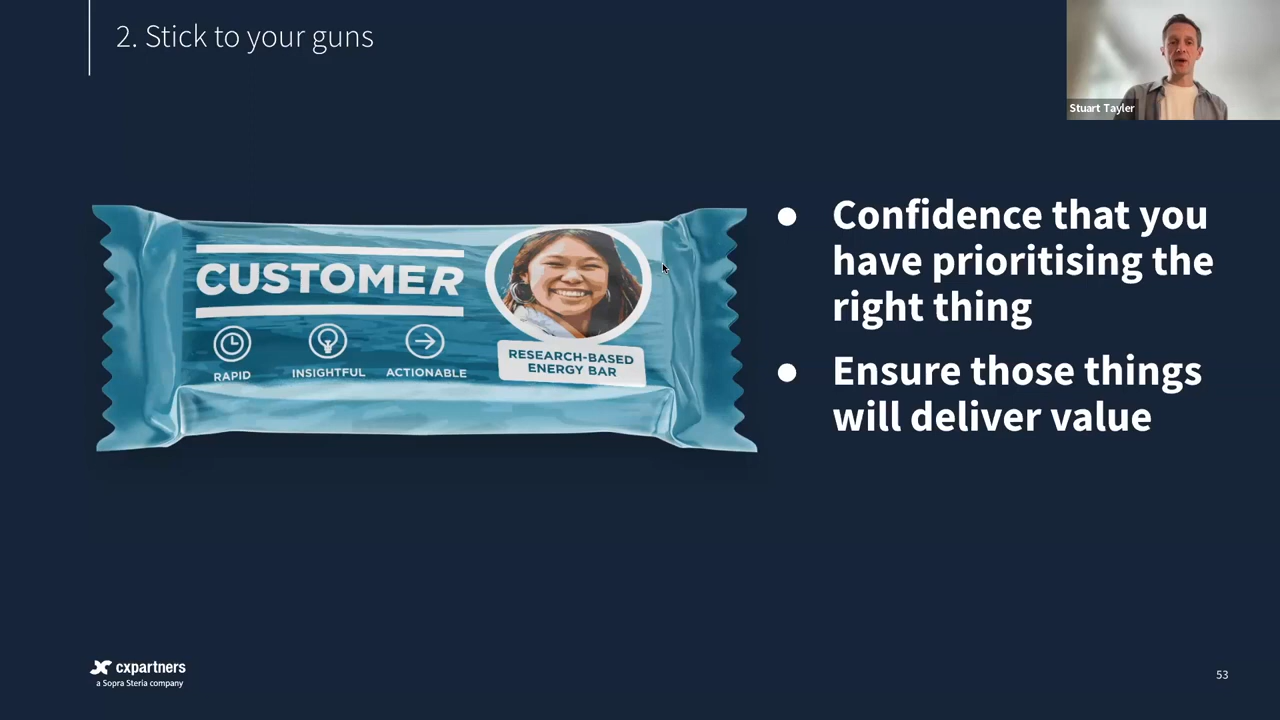 2. Stick to your guns
Stuart Tayler
CUSTOMER
RAPID
INSIGHTFUL
ACTIONABLE
RESEARCH-BASED
ENERGY BAR
● Confidence that you
have prioritising the
right thing
● Ensure those things
will deliver value
cxpartners
a Sopra Steria company
53